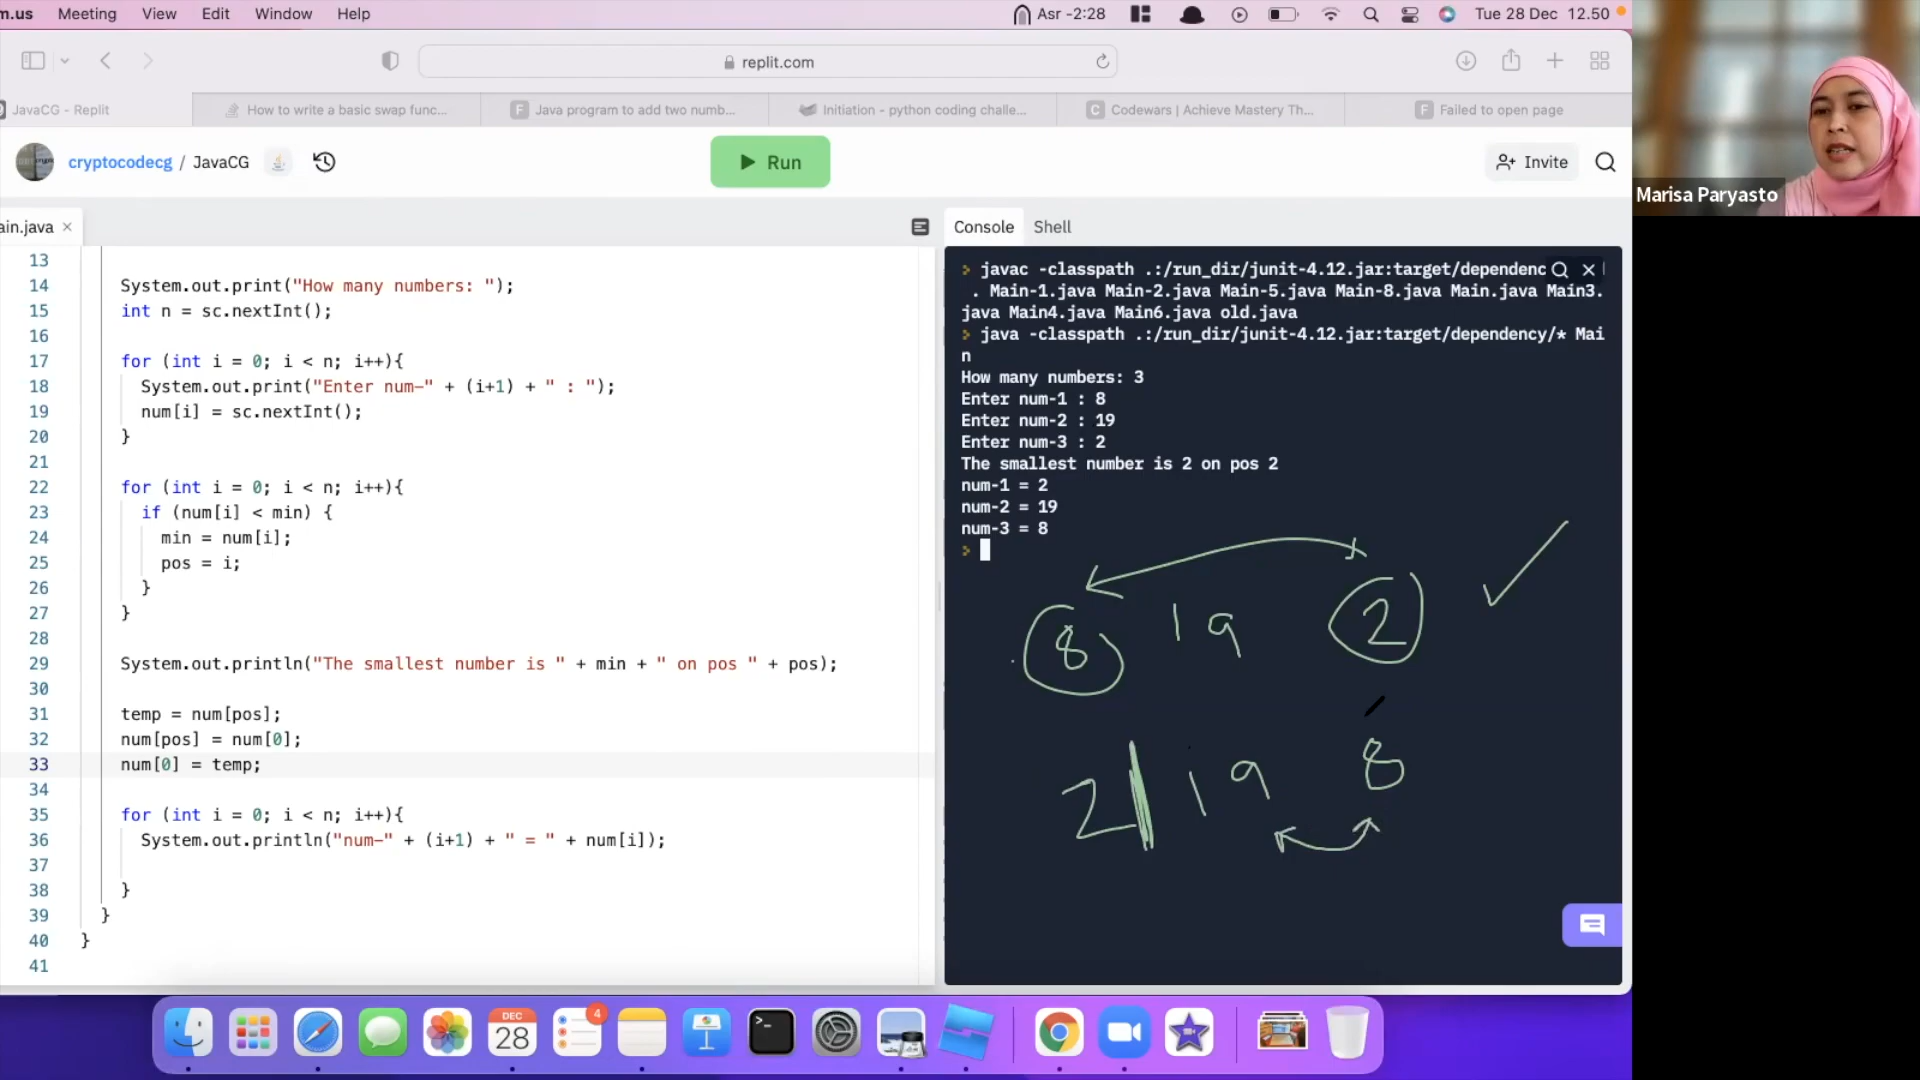 m.us Meeting View Edit Window Help Asr -2:28 Tue 28 Dec 12.50
replit.com
JavaCG - Replit How to write a basic swap func... Java program to add two numb... Initiation - python coding challe... Codewars | Achieve Mastery Th... Failed to open page
cryptocodecg / JavaCG Run Invite
Marisa Paryasto
ain.java × Console Shell
13
14 System.out.print("How many numbers: ");
15 int n = sc.nextInt();
16
17 for (int i = 0; i < n; i++){
18 System.out.print("Enter num-" + (i+1) + " : ");
19 num[i] = sc.nextInt();
20 }
21
22 for (int i = 0; i < n; i++){
23 if (num[i] < min) {
24 min = num[i];
25 pos = i;
26 }
27 }
28
29 System.out.println("The smallest number is " + min + " on pos " + pos);
30
31 temp = num[pos];
32 num[pos] = num[0];
33 num[0] = temp;
34
35 for (int i = 0; i < n; i++){
36 System.out.println("num-" + (i+1) + " = " + num[i]);
37
38 }
39 }
40 }
41
> javac -classpath .:/run_dir/junit-4.12.jar:target/dependenc
. Main-1.java Main-2.java Main-5.java Main-8.java Main.java Main3.
java Main4.java Main6.java old.java
> java -classpath .:/run_dir/junit-4.12.jar:target/dependency/* Mai
n
How many numbers: 3
Enter num-1 : 8
Enter num-2 : 19
Enter num-3 : 2
The smallest number is 2 on pos 2
num-1 = 2
num-2 = 19
num-3 = 8
>
8 19 2
2 19 8
DEC
28
4